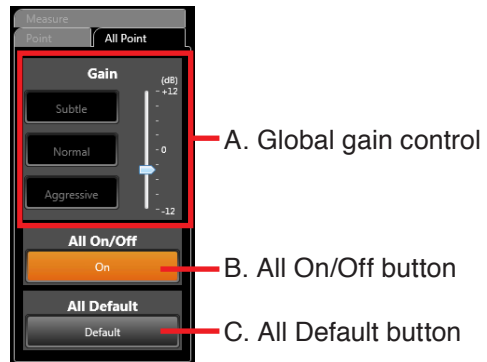 Measure
Point
All Point
Gain
(dB)
+12
Subtle
Normal
0
Aggressive
-12
All On/Off
On
All Default
Default
A. Global gain control
B. All On/Off button
C. All Default button